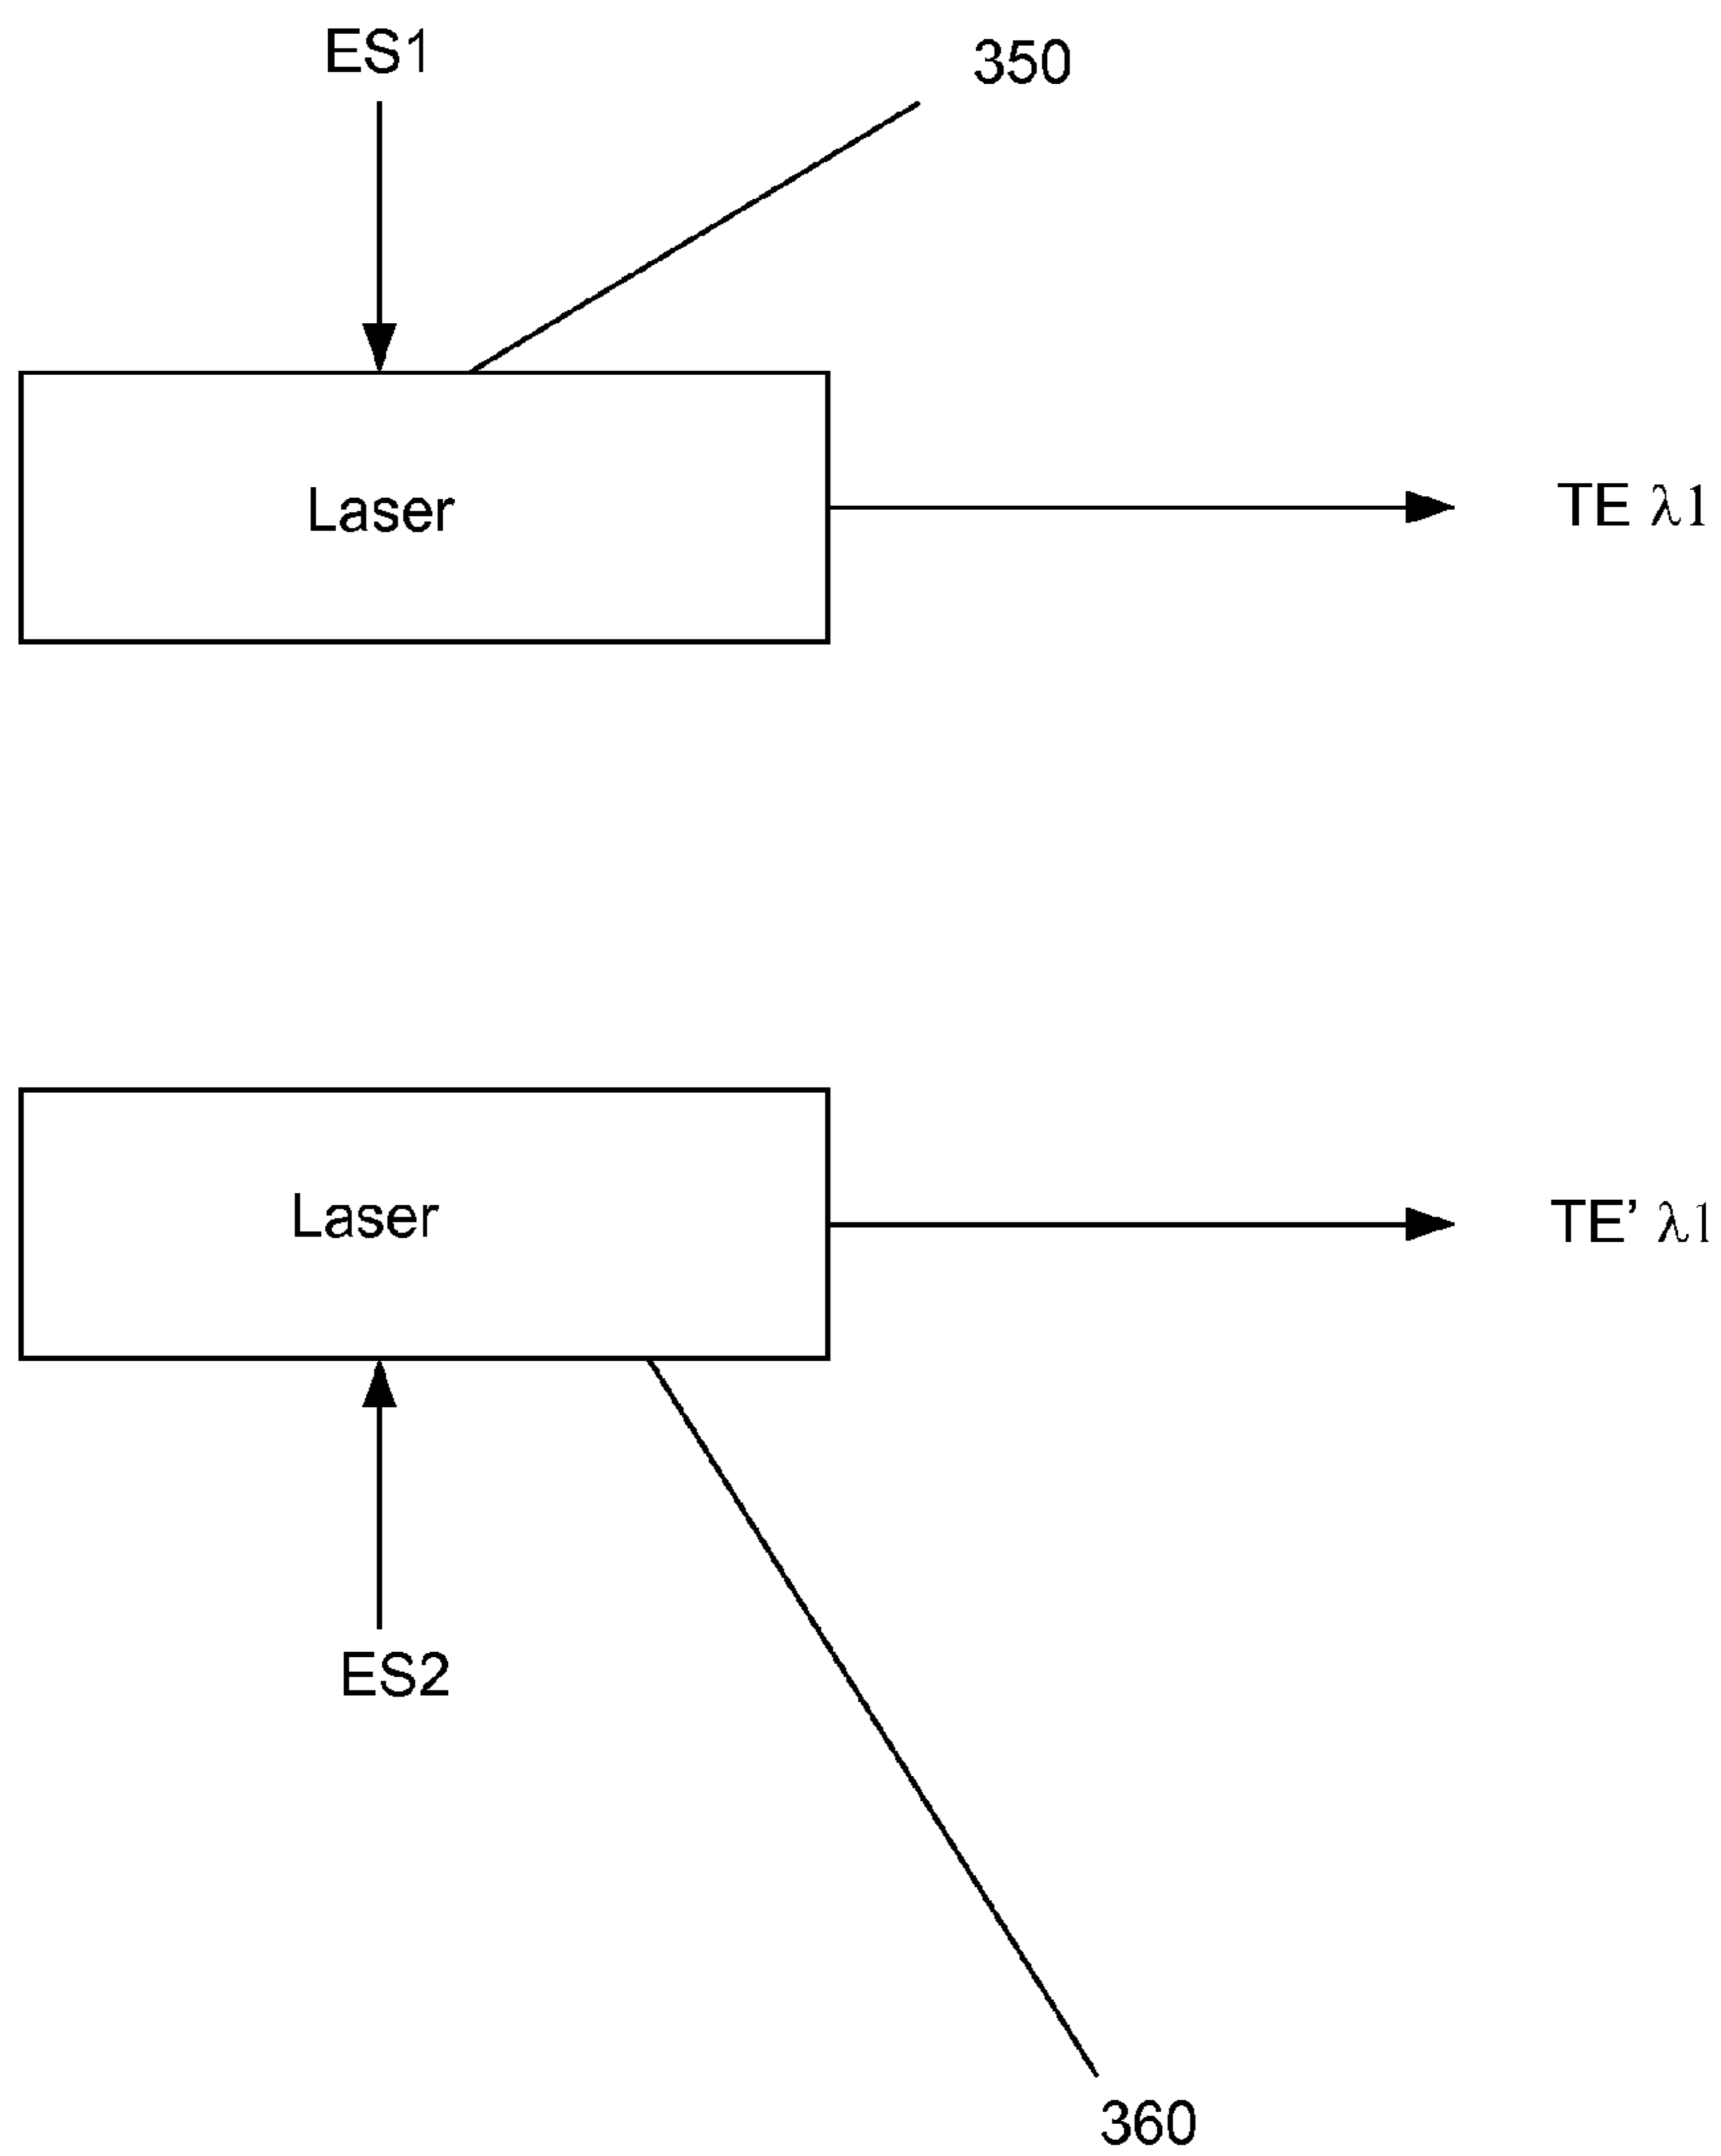 ES1
350
Laser
TE λ1
Laser
TE’ λ1
ES2
360